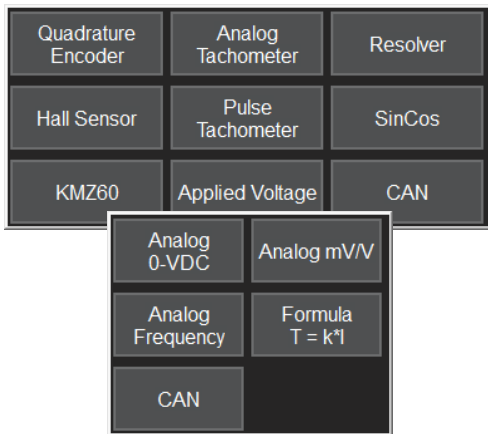 Quadrature
Encoder
Analog
Tachometer
Resolver
Hall Sensor
Pulse
Tachometer
SinCos
KMZ60
Applied Voltage
CAN
Analog
0-VDC
Analog mV/V
Analog
Frequency
Formula
T = k*I
CAN